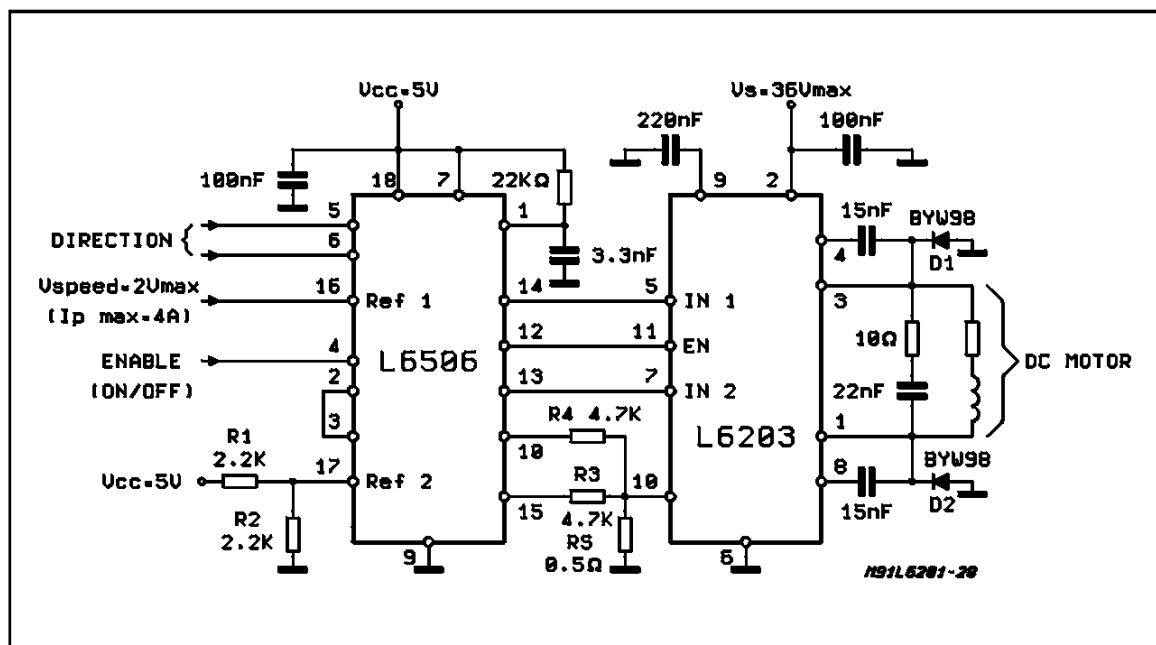 Vcc=5V
Vs=36Vmax
220nF
100nF
100nF
18
7
22KΩ
9
2
5
1
15nF
BYW98
DIRECTION {
6
3.3nF
4
D1
Vspeed=2Vmax
16
Ref 1
14
5
IN 1
3
(Ip max=4A)
12
11
EN
10Ω
ENABLE
4
L6506
DC MOTOR
(ON/OFF)
2
13
7
IN 2
22nF
3
R4 4.7K
L6203
1
R1
2.2K
10
R3
8
BYW98
Vcc=5V
17
Ref 2
10
15
4.7K
15nF
D2
R2
2.2K
RS
0.5Ω
9
6
M91L6201-20